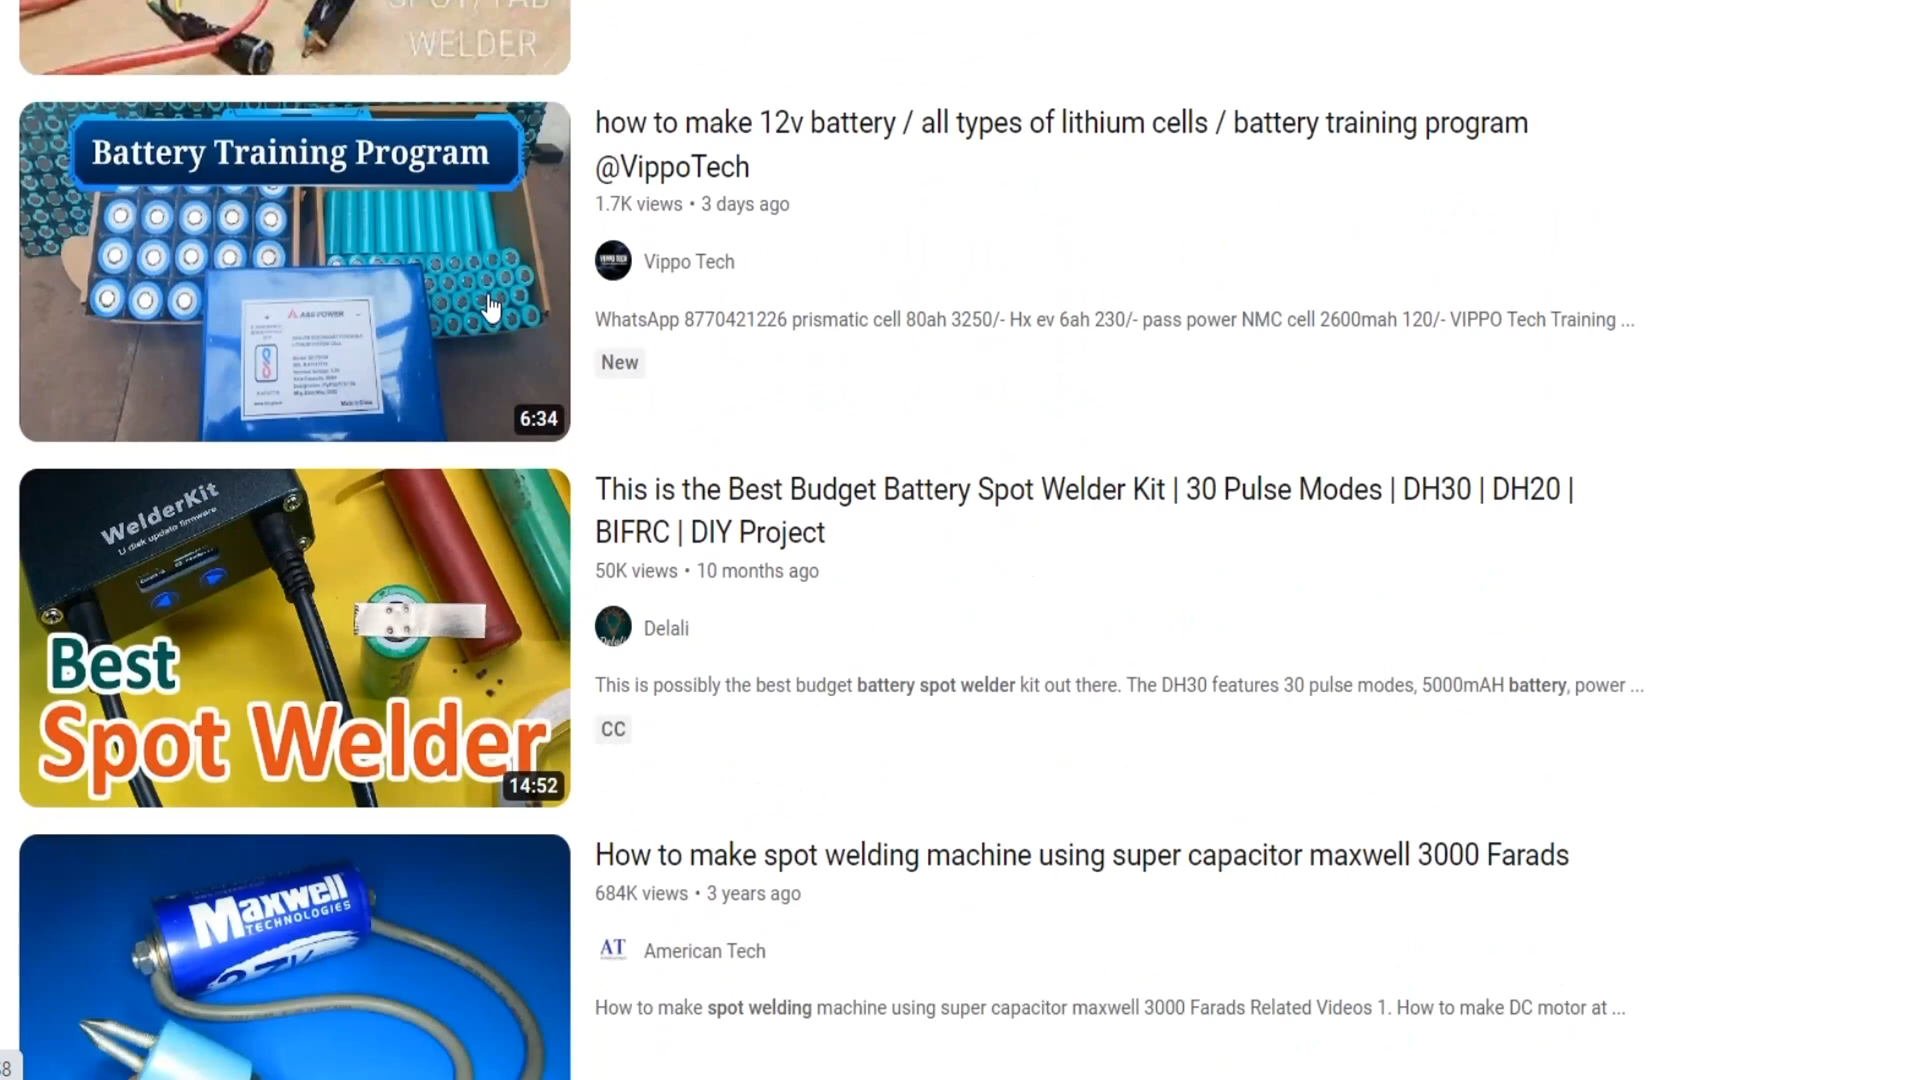 WELDER
Battery Training Program
6:34
how to make 12v battery / all types of lithium cells / battery training program
@VippoTech
1.7K views • 3 days ago
Vippo Tech
WhatsApp 8770421226 prismatic cell 80ah 3250/- Hx ev 6ah 230/- pass power NMC cell 2600mah 120/- VIPPO Tech Training ...
New
WelderKit
U disk update firmware
Best
Spot Welder
14:52
This is the Best Budget Battery Spot Welder Kit | 30 Pulse Modes | DH30 | DH20 |
BIFRC | DIY Project
50K views • 10 months ago
Delali
This is possibly the best budget battery spot welder kit out there. The DH30 features 30 pulse modes, 5000mAH battery, power ...
CC
Maxwell
TECHNOLOGIES
How to make spot welding machine using super capacitor maxwell 3000 Farads
684K views • 3 years ago
AT
American Tech
How to make spot welding machine using super capacitor maxwell 3000 Farads Related Videos 1. How to make DC motor at ...